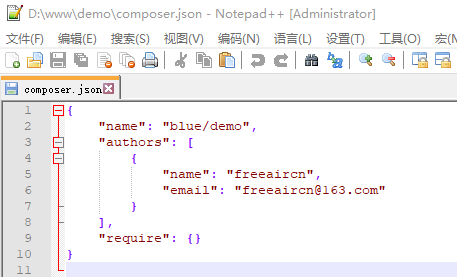 D:\www\demo\composer.json - Notepad++ [Administrator]
文件(F) 编辑(E) 搜索(S) 视图(V) 编码(N) 语言(L) 设置(T) 工具(O) 宏(M
composer.json
1 {
2 "name": "blue/demo",
3 "authors": [
4 {
5 "name": "freeaircn",
6 "email": "freeaircn@163.com"
7 }
8 ],
9 "require": {}
10 }
11